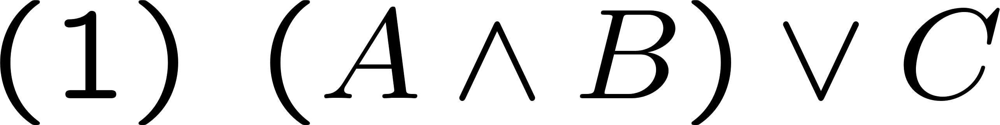 (1) (A ∧ B) ∨ C